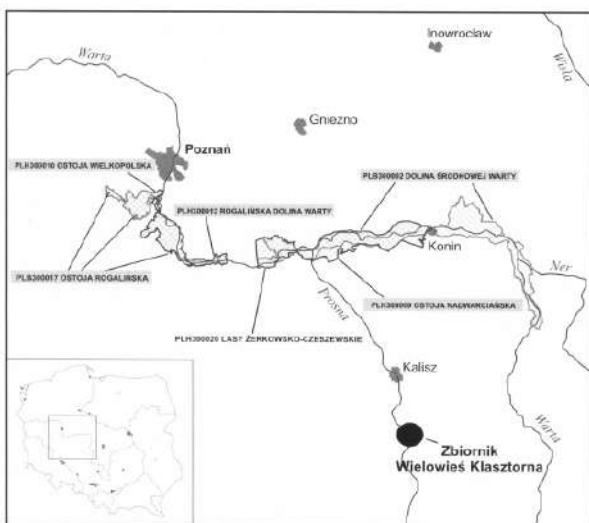 Inowrocław
Warta
Wisła
Gniezno
Poznań
PLH300010 OSTOJA WIELKOPOLSKA
PLB300002 DOLINA ŚRODKOWEJ WARTY
PLH300012 ROGALIŃSKA DOLINA WARTY
Konin
PLB300017 OSTOJA ROGALIŃSKA
Ner
PLH300009 OSTOJA NADWARCIAŃSKA
Prosna
PLH300020 LASY ŻERKOWSKO-CZESZEWSKIE
Kalisz
Warta
Zbiornik
Wielowieś Klasztorna